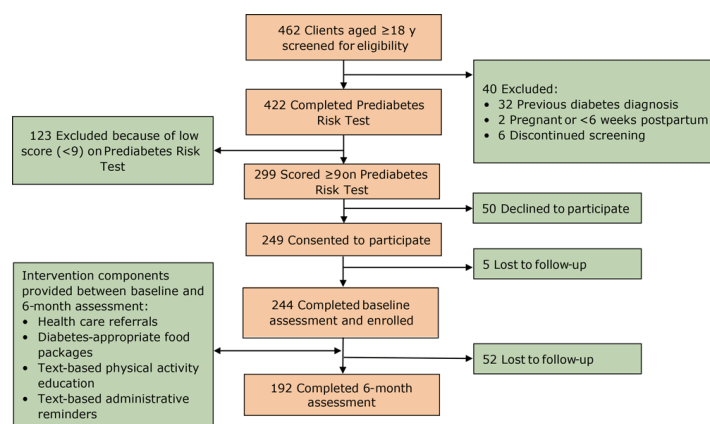 462 Clients aged ≥18 y
screened for eligibility
40 Excluded:
• 32 Previous diabetes diagnosis
• 2 Pregnant or <6 weeks postpartum
• 6 Discontinued screening
422 Completed Prediabetes
Risk Test
123 Excluded because of low
score (<9) on Prediabetes Risk
Test
299 Scored ≥9on Prediabetes
Risk Test
50 Declined to participate
249 Consented to participate
5 Lost to follow-up
Intervention components
provided between baseline and
6-month assessment:
• Health care referrals
• Diabetes-appropriate food
packages
• Text-based physical activity
education
• Text-based administrative
reminders
244 Completed baseline
assessment and enrolled
52 Lost to follow-up
192 Completed 6-month
assessment